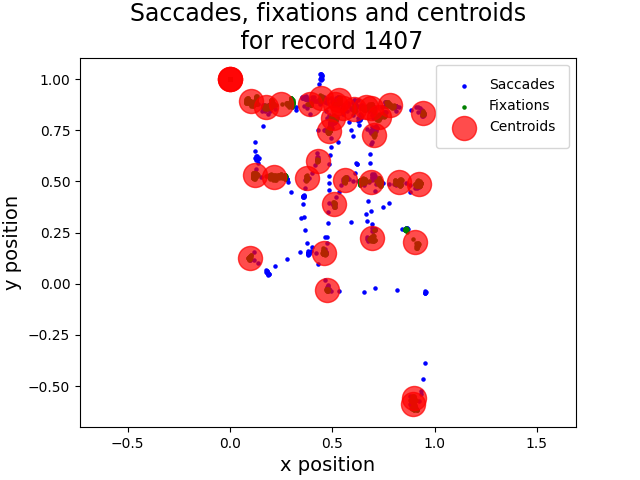 Saccades, fixations and centroids
for record 1407
Saccades
Fixations
Centroids
1.00
0.75
0.50
0.25
0.00
−0.25
−0.50
y position
−0.5
0.0
0.5
1.0
1.5
x position